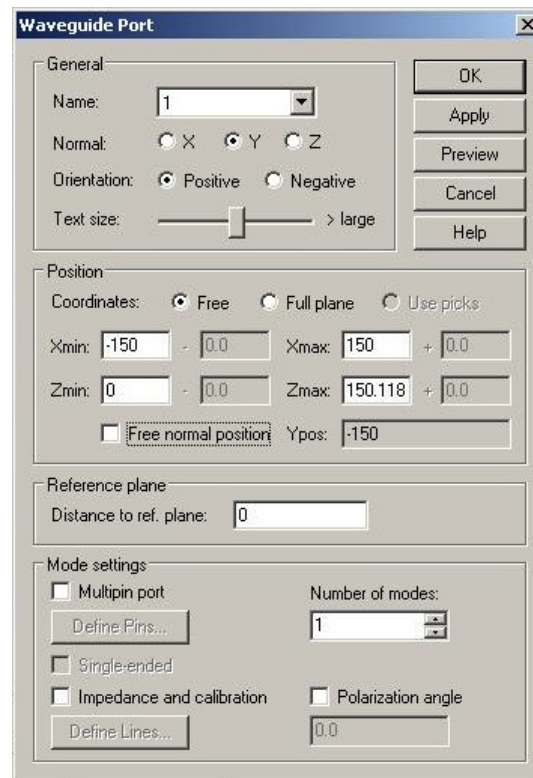 Waveguide Port
General
Name: 1
Normal: X Y Z
Orientation: Positive Negative
Text size: > large
OK
Apply
Preview
Cancel
Help
Position
Coordinates: Free Full plane Use picks
Xmin: -150 - 0.0 Xmax: 150 + 0.0
Zmin: 0 - 0.0 Zmax: 150.118 + 0.0
Free normal position Ypos: -150
Reference plane
Distance to ref. plane: 0
Mode settings
Multipin port Number of modes:
Define Pins... 1
Single-ended
Impedance and calibration Polarization angle
Define Lines... 0.0